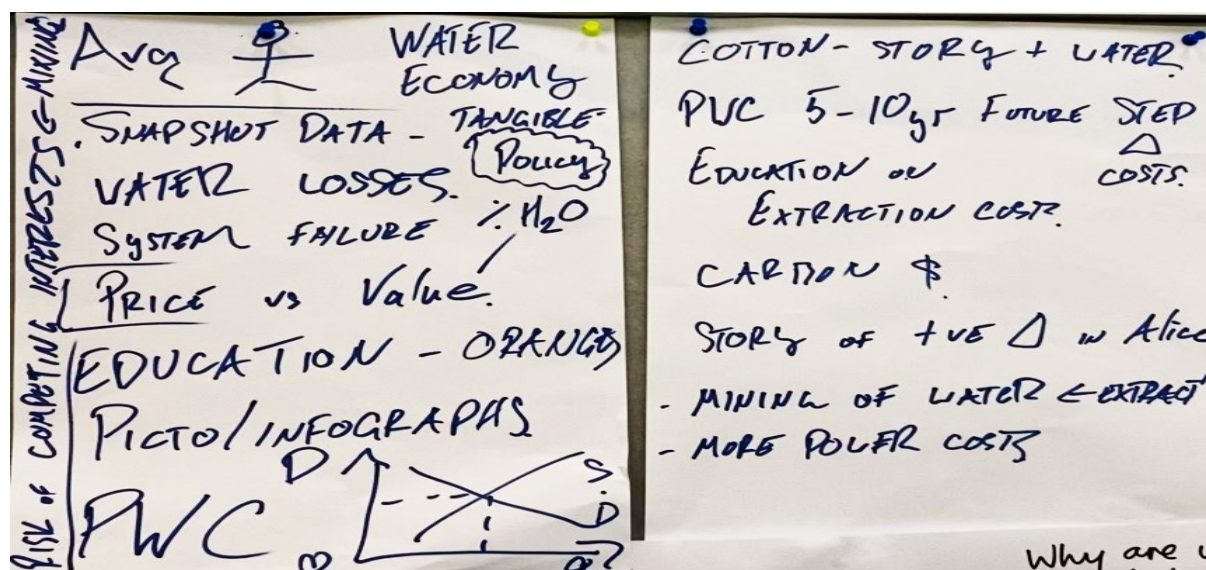 RISK OF COMPETING INTERESTS E-MINING
Avg WATER
ECONOMY
. SNAPSHOT DATA - TANGIBLE
Policy
WATER LOSSES.
SYSTEM FAILURE % H2O
PRICE vs Value.
EDUCATION - ORANGES
PICTO/INFOGRAPHS
PWC
D
S.
D
COTTON - STORY + WATER
PWC 5-10yr FUTURE STEP
Δ
EDUCATION ON COSTS.
EXTRACTION COST.
CARBON $
STORY OF +VE Δ IN Alice
- MINING OF WATER ← EXTRACT
- MORE POWER COSTS
Why are